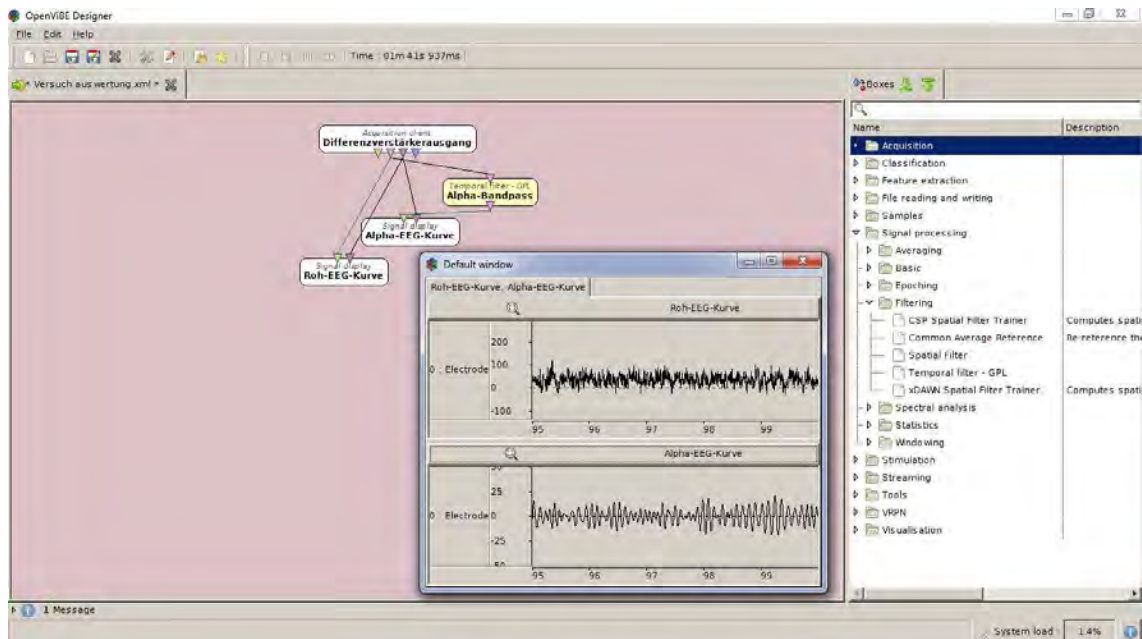 OpenViBE Designer
File Edit Help
Time : 01m 41s 937ms
* Versuch auswertung.xml *
Acquisition client
Differenzverstärkerausgang
Temporal filter - GPL
Alpha-Bandpass
Signal display
Alpha-EEG-Kurve
Signal display
Roh-EEG-Kurve
Default window
Roh-EEG-Kurve, Alpha-EEG-Kurve
Roh-EEG-Kurve
0 : Electrode
200
100
0
-100
95 96 97 98 99
Alpha-EEG-Kurve
0 Electrode
50
25
0
-25
-50
95 96 97 98 99
Boxes
Name Description
Acquisition
Classification
Feature extraction
File reading and writing
Samples
Signal processing
Averaging
Basic
Epoching
Filtering
CSP Spatial Filter Trainer Computes spati
Common Average Reference Re-reference the
Spatial Filter
Temporal filter - GPL
xDAWN Spatial Filter Trainer Computes spati
Spectral analysis
Statistics
Windowing
Stimulation
Streaming
Tools
VRPN
Visualisation
1 Message
System load : 1.4%